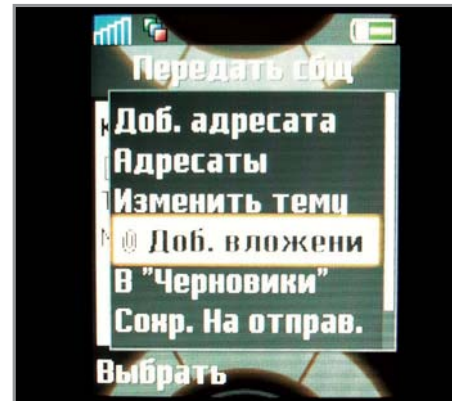 Передать сбщ
Доб. адресата
Адресаты
Изменить тему
Доб. вложени
В "Черновики"
Сохр. На отправ.
Выбрать